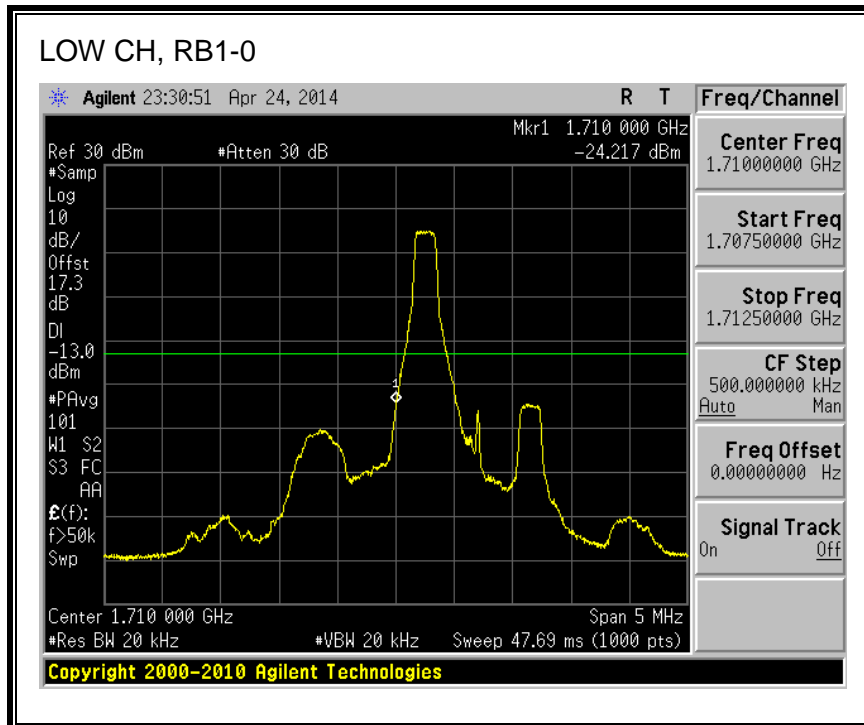 LOW CH, RB1-0
Agilent 23:30:51 Apr 24, 2014 R T
Mkr1 1.710 000 GHz
Ref 30 dBm #Atten 30 dB -24.217 dBm
#Samp
Log
10
dB/
Offst
17.3
dB
DI
-13.0
dBm
#PAvg
101
W1 S2
S3 FC
AA
£(f):
f>50k
Swp
1
Center 1.710 000 GHz Span 5 MHz
#Res BW 20 kHz #VBW 20 kHz Sweep 47.69 ms (1000 pts)
Copyright 2000-2010 Agilent Technologies
Freq/Channel
Center Freq
1.71000000 GHz
Start Freq
1.70750000 GHz
Stop Freq
1.71250000 GHz
CF Step
500.000000 kHz
Auto Man
Freq Offset
0.00000000 Hz
Signal Track
On Off